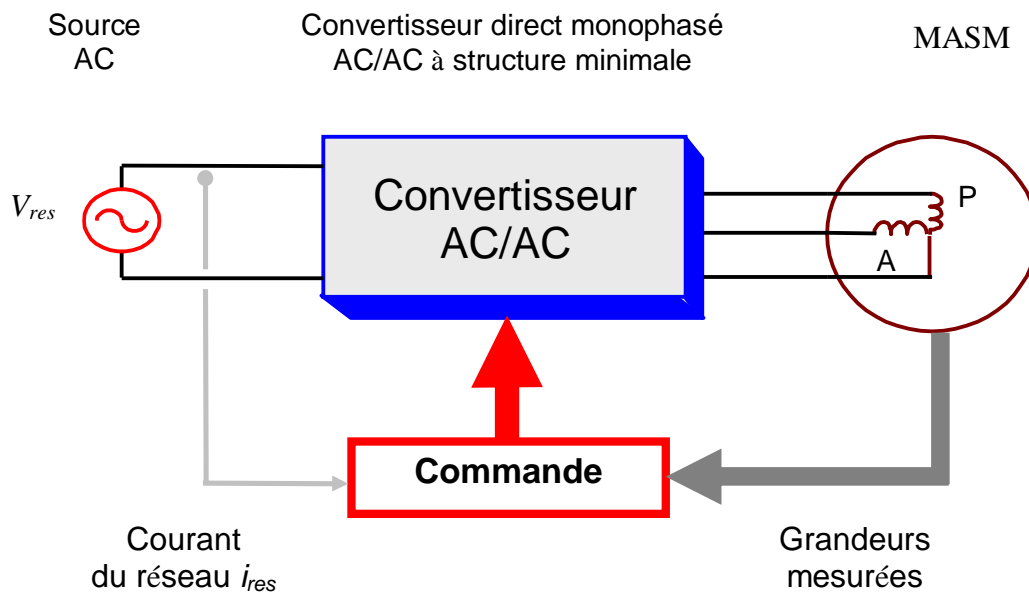 Source
AC
Convertisseur direct monophasé
AC/AC à structure minimale
MASM
Vres
Convertisseur
AC/AC
P
A
Commande
Courant
du réseau ires
Grandeurs
mesurées